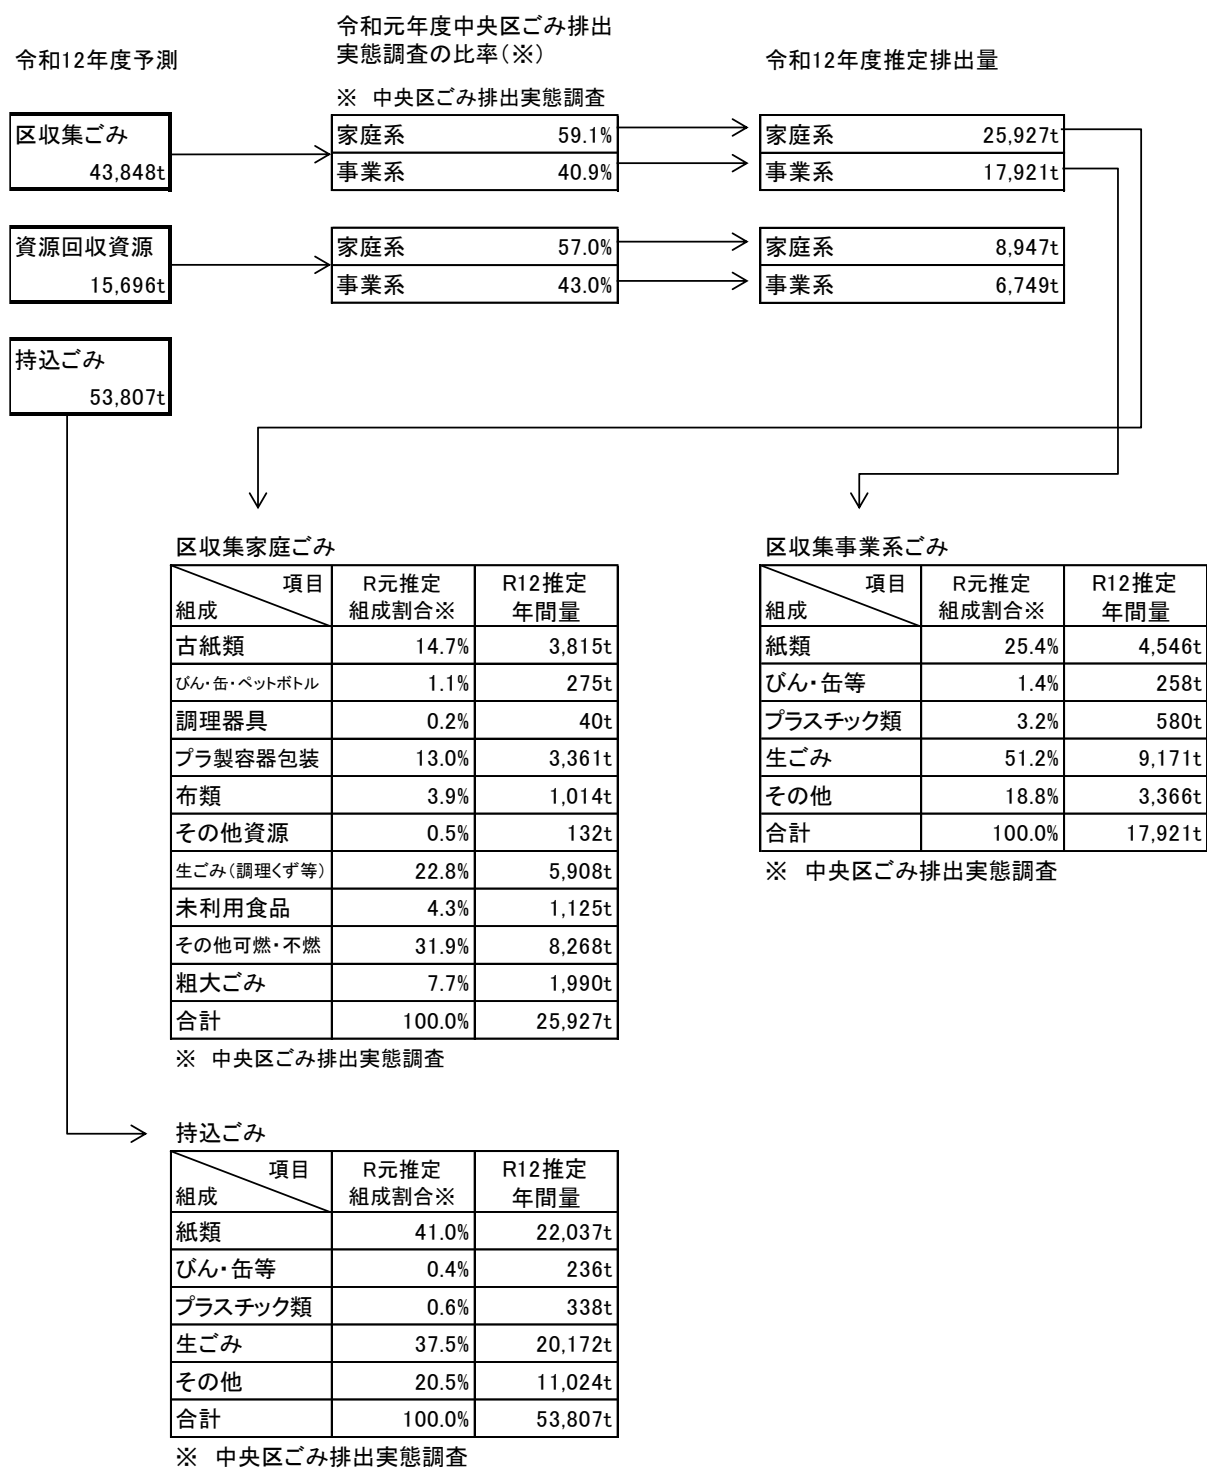 令和12年度予測
令和元年度中央区ごみ排出
実態調査の比率（※）
令和12年度推定排出量
※　中央区ごみ排出実態調査
区収集ごみ
43,848t
家庭系 59.1%
事業系 40.9%
家庭系 25,927t
事業系 17,921t
資源回収資源
15,696t
家庭系 57.0%
事業系 43.0%
家庭系 8,947t
事業系 6,749t
持込ごみ
53,807t
区収集家庭ごみ
項目 R元推定 R12推定
組成 組成割合※ 年間量
古紙類 14.7% 3,815t
びん・缶・ペットボトル 1.1% 275t
調理器具 0.2% 40t
プラ製容器包装 13.0% 3,361t
布類 3.9% 1,014t
その他資源 0.5% 132t
生ごみ（調理くず等） 22.8% 5,908t
未利用食品 4.3% 1,125t
その他可燃・不燃 31.9% 8,268t
粗大ごみ 7.7% 1,990t
合計 100.0% 25,927t
※　中央区ごみ排出実態調査
区収集事業系ごみ
項目 R元推定 R12推定
組成 組成割合※ 年間量
紙類 25.4% 4,546t
びん・缶等 1.4% 258t
プラスチック類 3.2% 580t
生ごみ 51.2% 9,171t
その他 18.8% 3,366t
合計 100.0% 17,921t
※　中央区ごみ排出実態調査
持込ごみ
項目 R元推定 R12推定
組成 組成割合※ 年間量
紙類 41.0% 22,037t
びん・缶等 0.4% 236t
プラスチック類 0.6% 338t
生ごみ 37.5% 20,172t
その他 20.5% 11,024t
合計 100.0% 53,807t
※　中央区ごみ排出実態調査